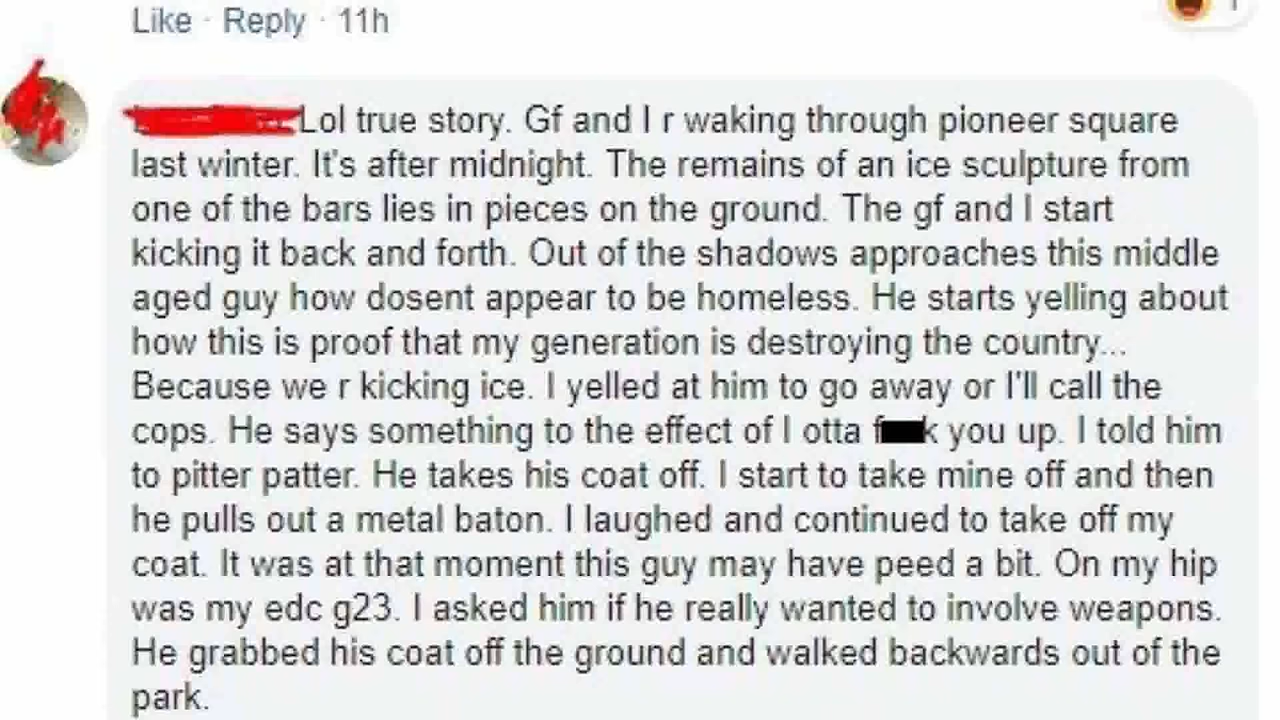 Like · Reply · 11h
Lol true story. Gf and I r waking through pioneer square
last winter. It's after midnight. The remains of an ice sculpture from
one of the bars lies in pieces on the ground. The gf and I start
kicking it back and forth. Out of the shadows approaches this middle
aged guy how dosent appear to be homeless. He starts yelling about
how this is proof that my generation is destroying the country...
Because we r kicking ice. I yelled at him to go away or I'll call the
cops. He says something to the effect of I otta f k you up. I told him
to pitter patter. He takes his coat off. I start to take mine off and then
he pulls out a metal baton. I laughed and continued to take off my
coat. It was at that moment this guy may have peed a bit. On my hip
was my edc g23. I asked him if he really wanted to involve weapons.
He grabbed his coat off the ground and walked backwards out of the
park.